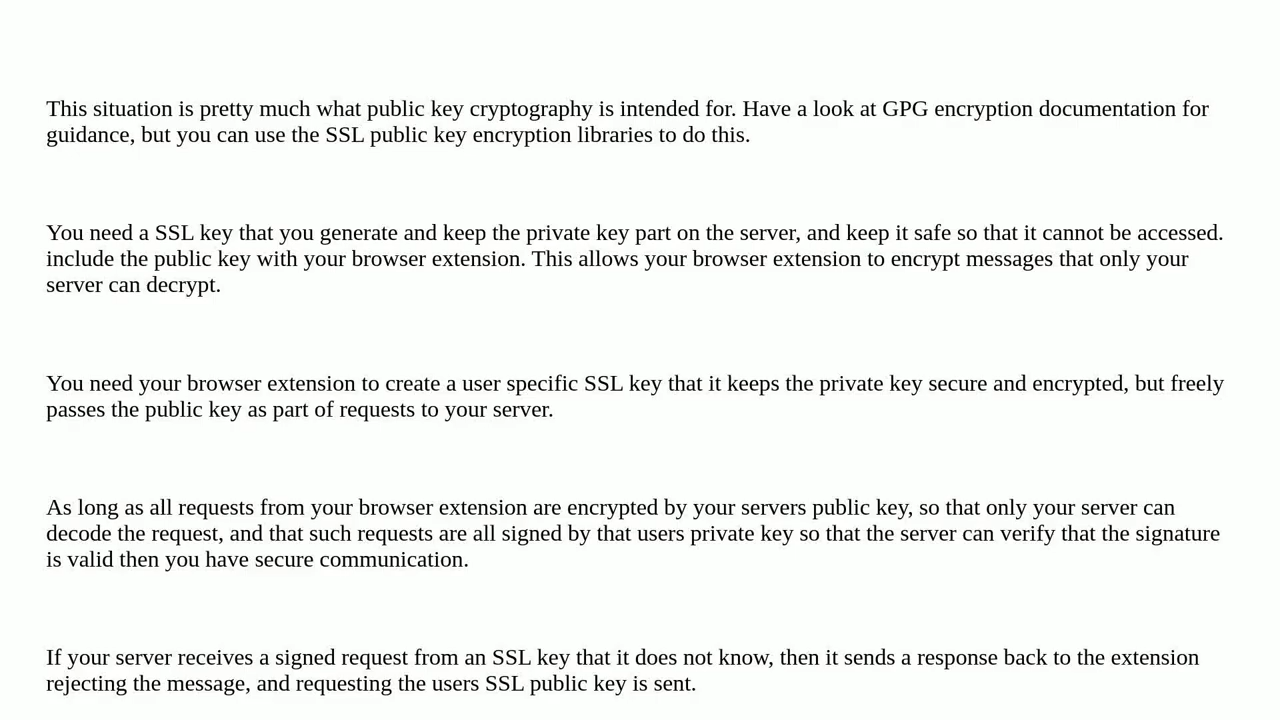 This situation is pretty much what public key cryptography is intended for. Have a look at GPG encryption documentation for
guidance, but you can use the SSL public key encryption libraries to do this.
You need a SSL key that you generate and keep the private key part on the server, and keep it safe so that it cannot be accessed.
include the public key with your browser extension. This allows your browser extension to encrypt messages that only your
server can decrypt.
You need your browser extension to create a user specific SSL key that it keeps the private key secure and encrypted, but freely
passes the public key as part of requests to your server.
As long as all requests from your browser extension are encrypted by your servers public key, so that only your server can
decode the request, and that such requests are all signed by that users private key so that the server can verify that the signature
is valid then you have secure communication.
If your server receives a signed request from an SSL key that it does not know, then it sends a response back to the extension
rejecting the message, and requesting the users SSL public key is sent.